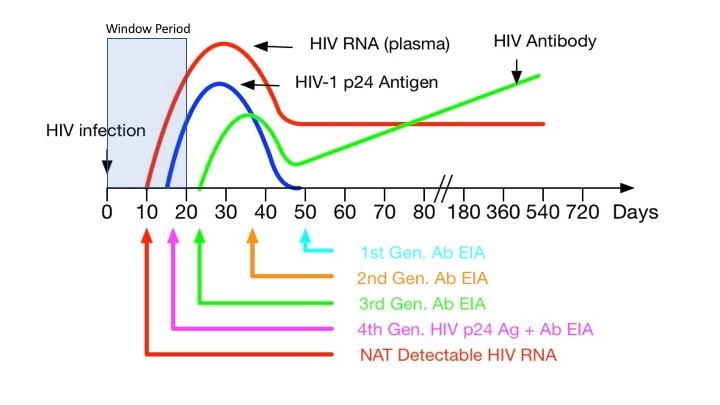 Window Period
HIV RNA (plasma)
HIV Antibody
HIV-1 p24 Antigen
HIV infection
0 10 20 30 40 50 60 70 80 180 360 540 720 Days
1st Gen. Ab EIA
2nd Gen. Ab EIA
3rd Gen. Ab EIA
4th Gen. HIV p24 Ag + Ab EIA
NAT Detectable HIV RNA